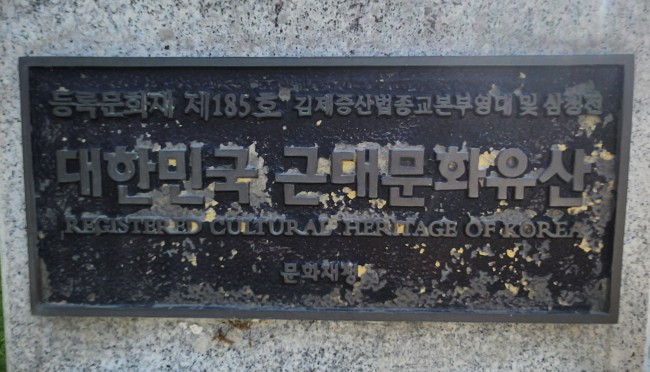 등록문화재 제185호 김제증산법종교본부영대 및 삼청전
대한민국 근대문화유산
REGISTERED CULTURAL HERITAGE OF KOREA
문화재청